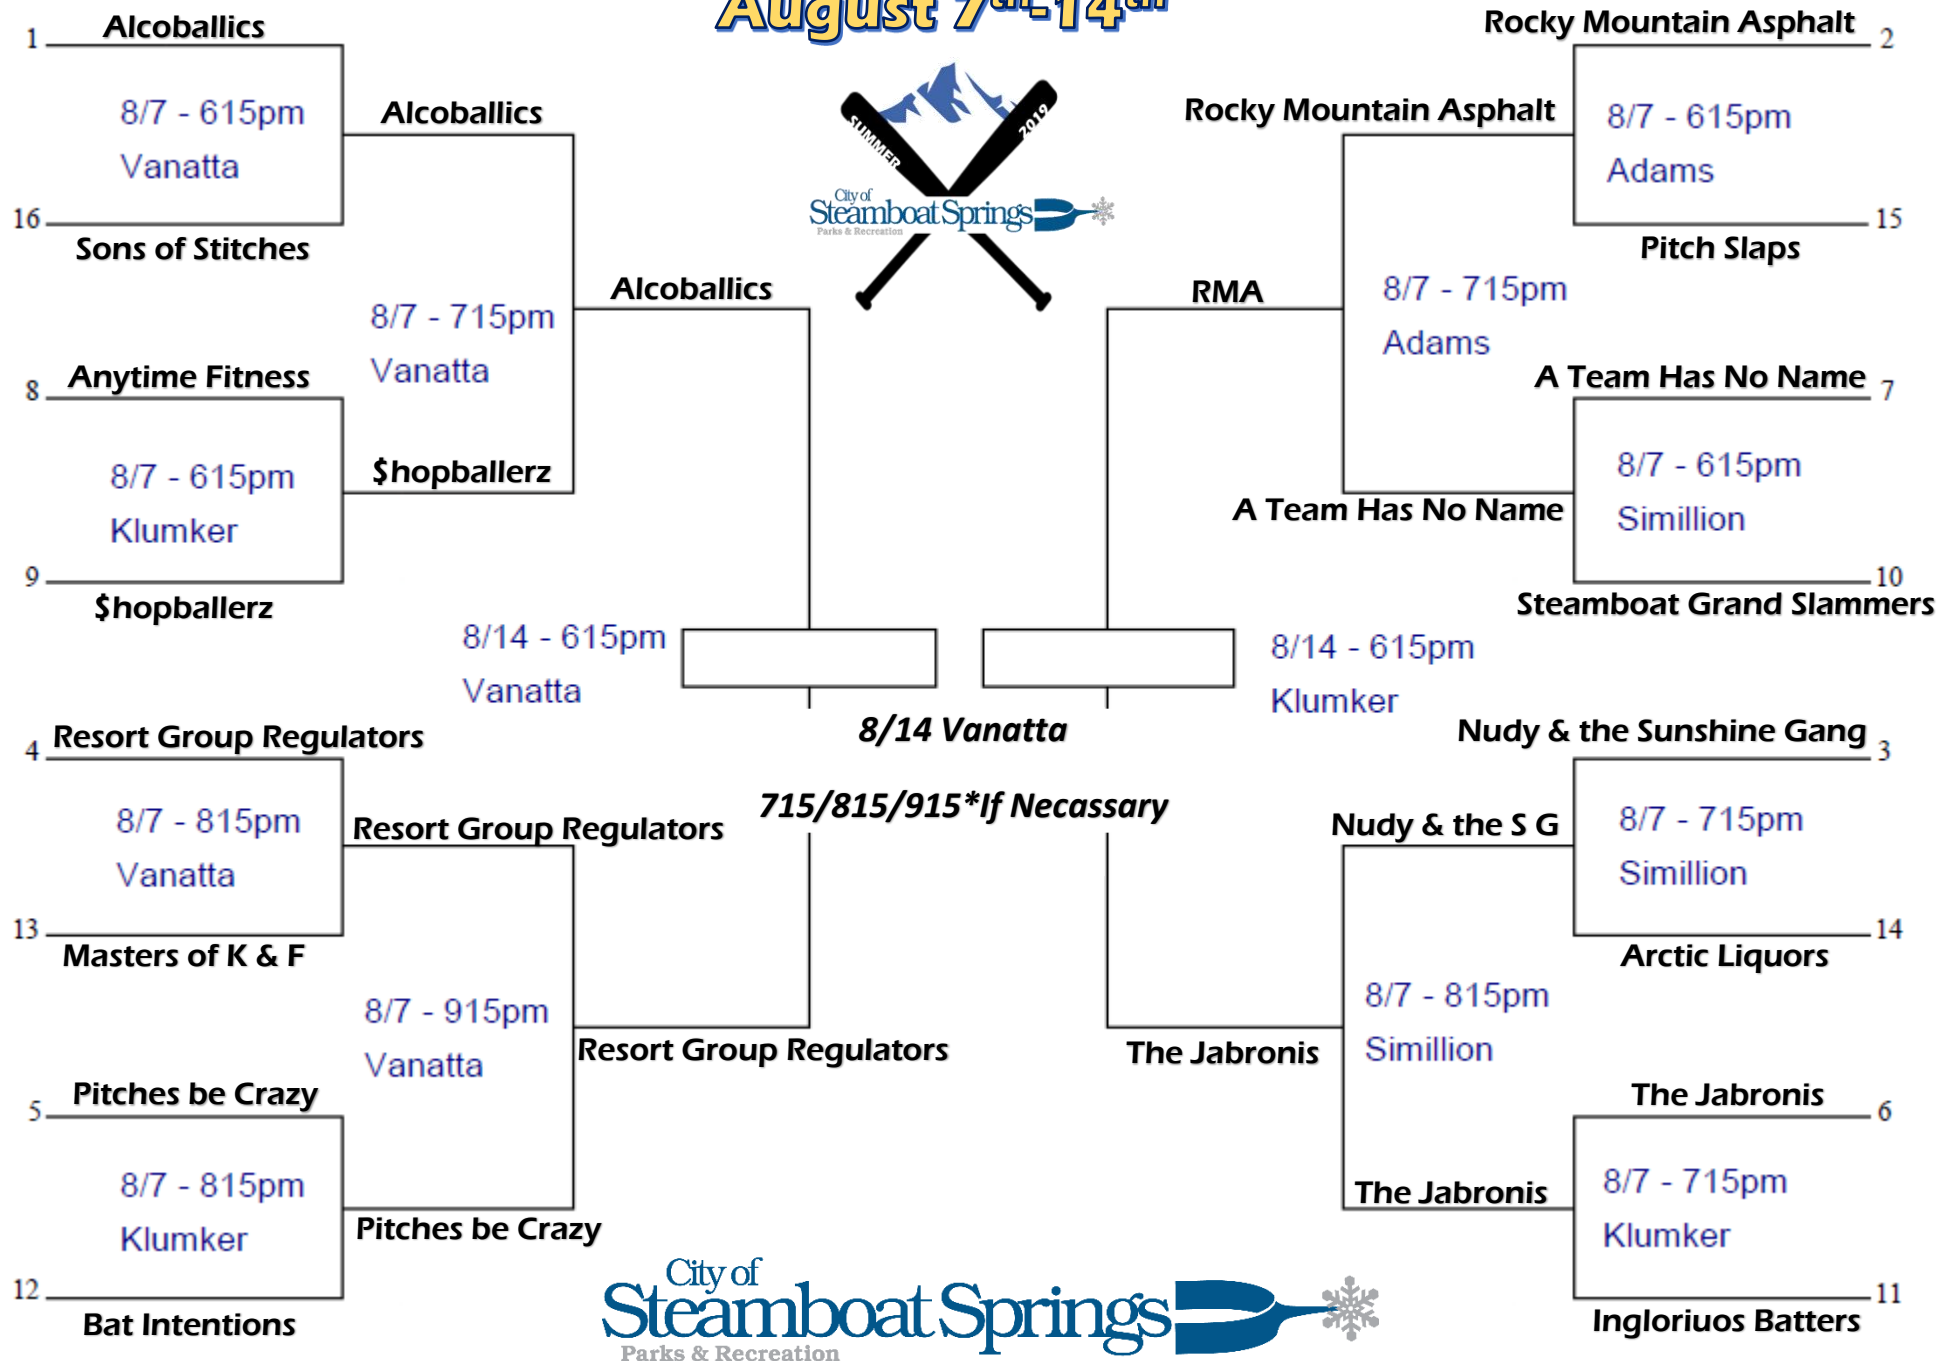 August 7th-14th
Alcoballics
1
8/7 - 615pm
Vanatta
16
Sons of Stitches
Alcoballics
8/7 - 715pm
Vanatta
Anytime Fitness
8
8/7 - 615pm
Klumker
9
$hopballerz
$hopballerz
Alcoballics
8/14 - 615pm
Vanatta
Resort Group Regulators
4
8/7 - 815pm
Vanatta
13
Masters of K & F
Resort Group Regulators
8/7 - 915pm
Vanatta
Resort Group Regulators
Pitches be Crazy
5
8/7 - 815pm
Klumker
12
Bat Intentions
Pitches be Crazy
SUMMER
2019
City of
Steamboat Springs
Parks & Recreation
8/14 Vanatta
715/815/915*If Necassary
Rocky Mountain Asphalt
2
8/7 - 615pm
Adams
15
Pitch Slaps
Rocky Mountain Asphalt
RMA
8/7 - 715pm
Adams
A Team Has No Name
7
8/7 - 615pm
Simillion
10
Steamboat Grand Slammers
A Team Has No Name
8/14 - 615pm
Klumker
Nudy & the Sunshine Gang
3
8/7 - 715pm
Simillion
14
Arctic Liquors
Nudy & the S G
8/7 - 815pm
Simillion
The Jabronis
The Jabronis
6
8/7 - 715pm
Klumker
11
Ingloriuos Batters
The Jabronis
City of
Steamboat Springs
Parks & Recreation